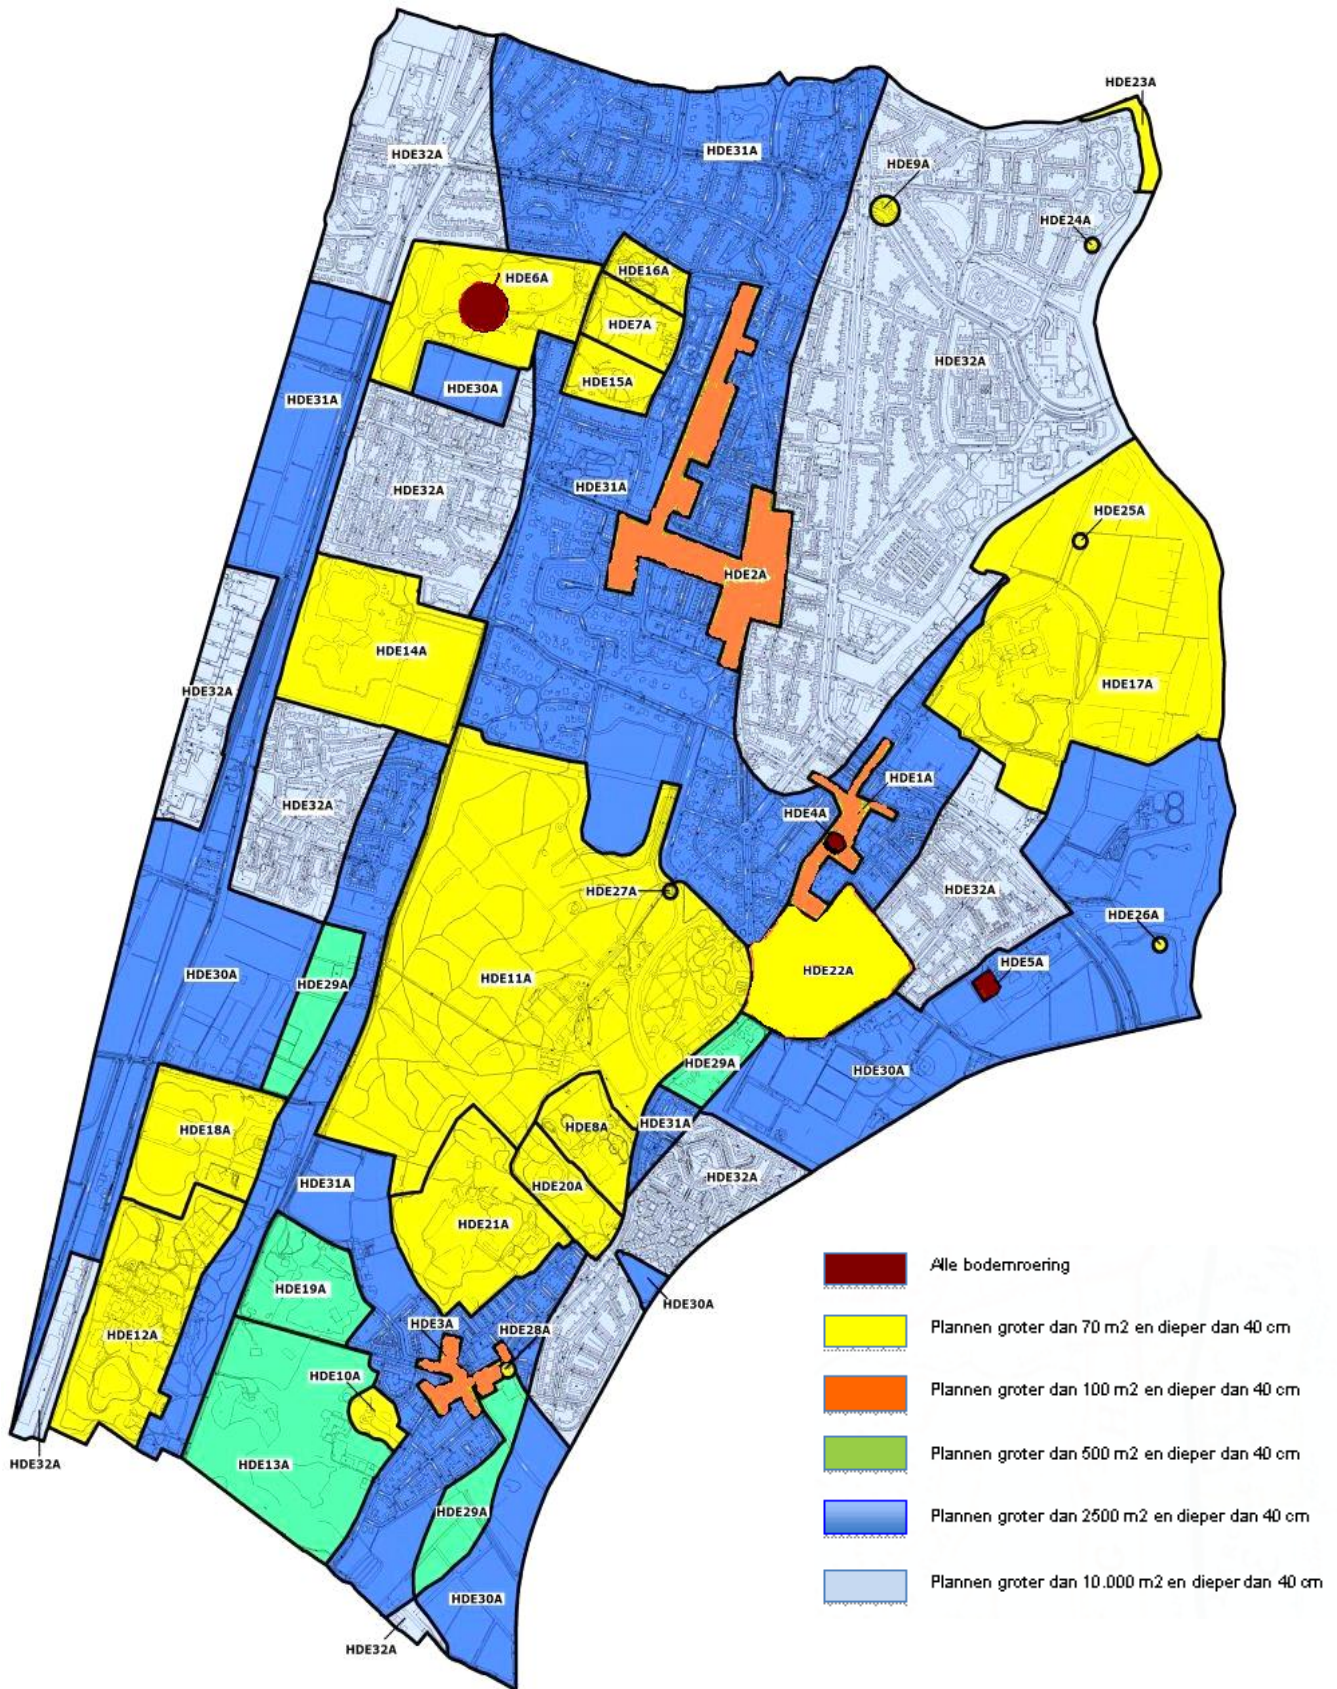 HDE23A
HDE32A
HDE31A
HDE9A
HDE24A
HDE16A
HDE6A
HDE7A
HDE32A
HDE15A
HDE30A
HDE31A
HDE32A
HDE31A
HDE25A
HDE2A
HDE14A
HDE17A
HDE32A
HDE1A
HDE32A
HDE4A
HDE27A
HDE32A
HDE26A
HDE5A
HDE22A
HDE30A
HDE11A
HDE29A
HDE29A
HDE30A
HDE18A
HDE8A
HDE31A
HDE32A
HDE31A
HDE20A
HDE21A
HDE19A
HDE30A
HDE3A
HDE28A
HDE12A
HDE10A
HDE32A
HDE13A
HDE29A
HDE30A
HDE32A
Alle bodemroering
Plannen groter dan 70 m2 en dieper dan 40 cm
Plannen groter dan 100 m2 en dieper dan 40 cm
Plannen groter dan 500 m2 en dieper dan 40 cm
Plannen groter dan 2500 m2 en dieper dan 40 cm
Plannen groter dan 10.000 m2 en dieper dan 40 cm